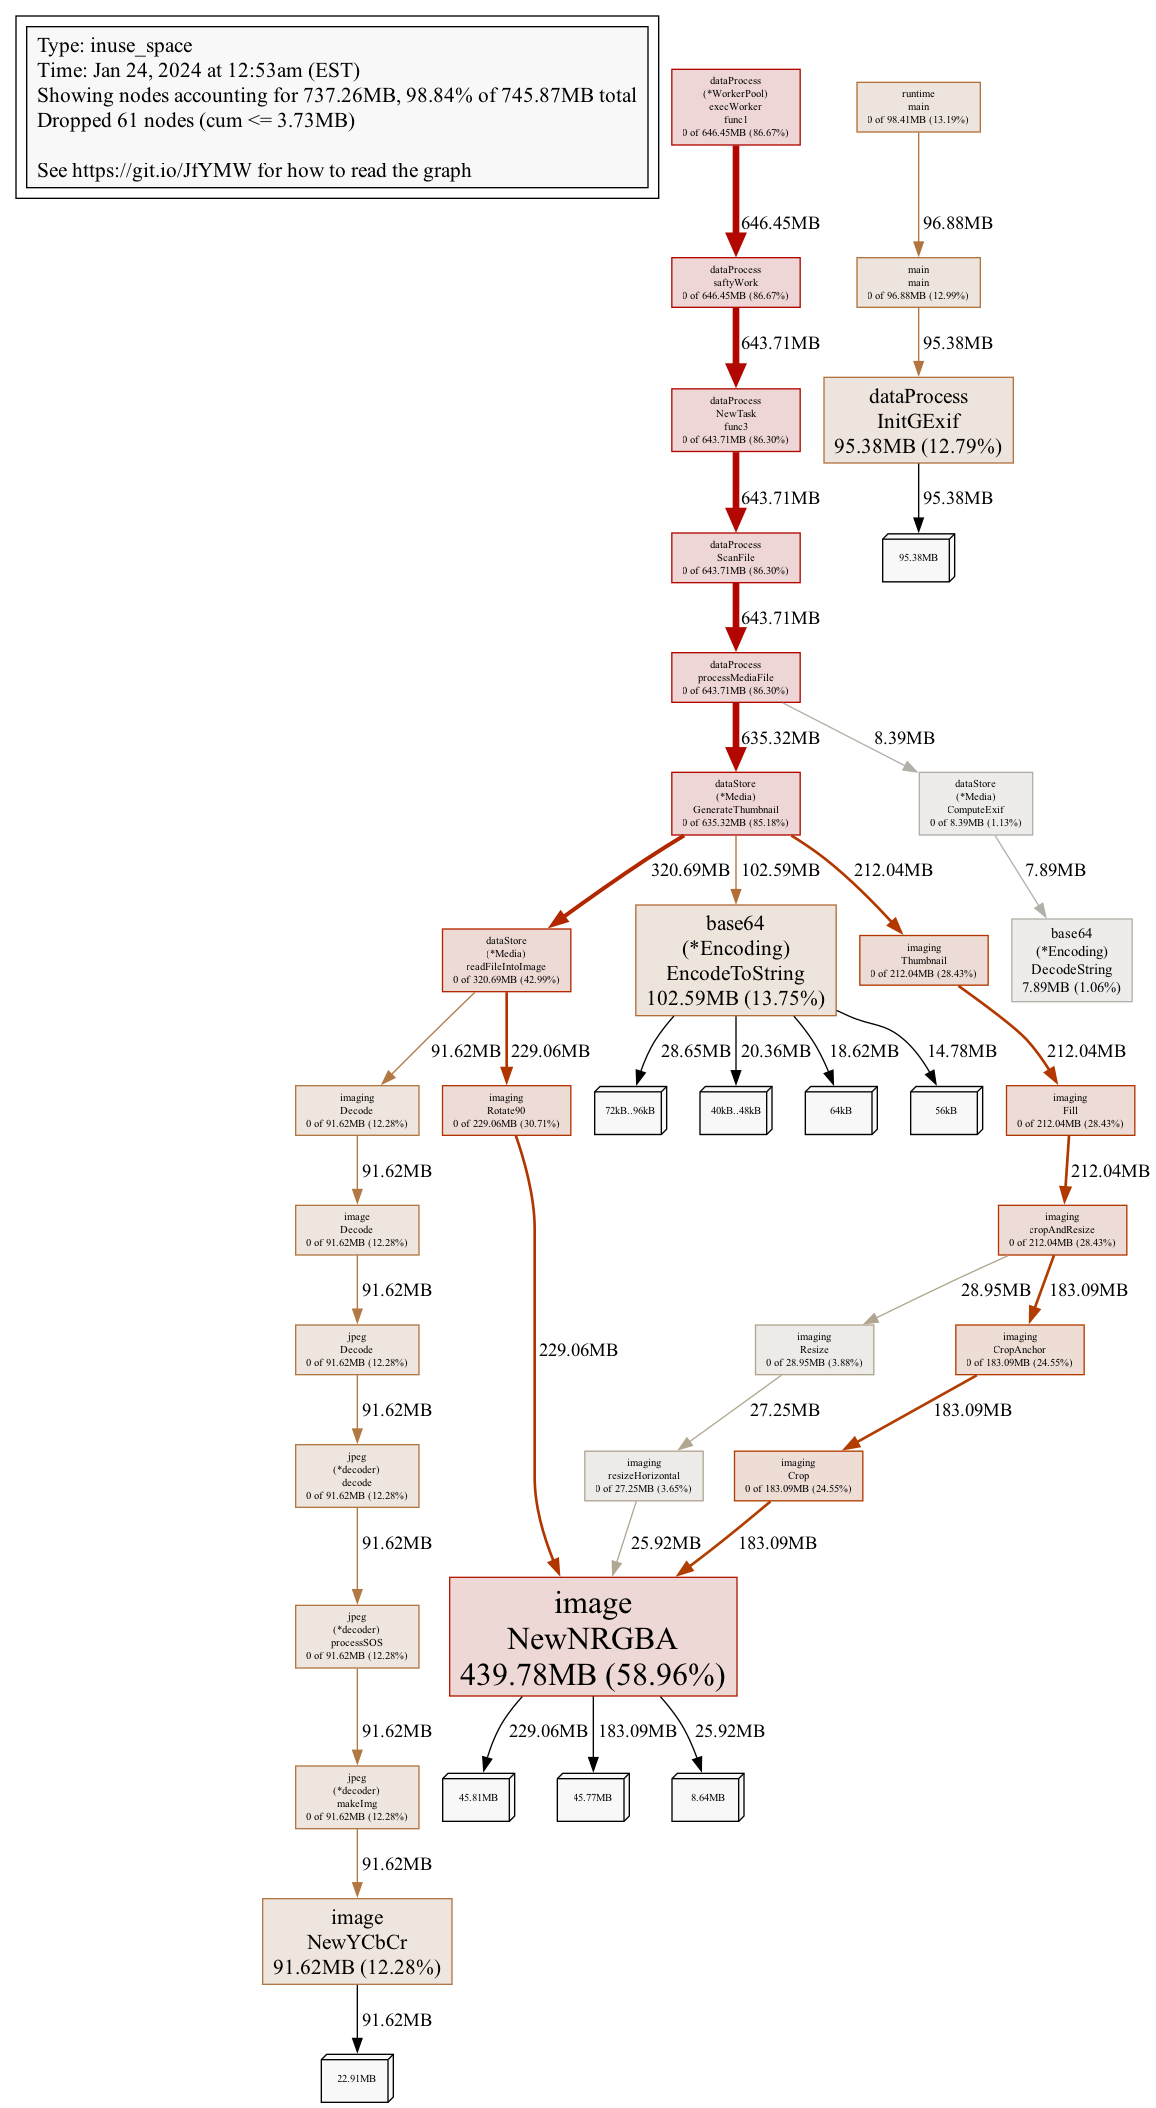 Type: inuse_space
Time: Jan 24, 2024 at 12:53am (EST)
Showing nodes accounting for 737.26MB, 98.84% of 745.87MB total
Dropped 61 nodes (cum <= 3.73MB)
See https://git.io/JfYMW for how to read the graph
dataProcess
(*WorkerPool)
execWorker
func1
0 of 646.45MB (86.67%)
runtime
main
0 of 98.41MB (13.19%)
646.45MB
96.88MB
dataProcess
saftyWork
0 of 646.45MB (86.67%)
main
main
0 of 96.88MB (12.99%)
643.71MB
95.38MB
dataProcess
NewTask
func3
0 of 643.71MB (86.30%)
dataProcess
InitGExif
95.38MB (12.79%)
643.71MB
95.38MB
dataProcess
ScanFile
0 of 643.71MB (86.30%)
95.38MB
643.71MB
dataProcess
processMediaFile
0 of 643.71MB (86.30%)
635.32MB
8.39MB
dataStore
(*Media)
GenerateThumbnail
0 of 635.32MB (85.18%)
dataStore
(*Media)
ComputeExif
0 of 8.39MB (1.13%)
320.69MB
102.59MB
212.04MB
7.89MB
dataStore
(*Media)
readFileIntoImage
0 of 320.69MB (42.99%)
base64
(*Encoding)
EncodeToString
102.59MB (13.75%)
imaging
Thumbnail
0 of 212.04MB (28.43%)
base64
(*Encoding)
DecodeString
7.89MB (1.06%)
91.62MB
229.06MB
28.65MB
20.36MB
18.62MB
14.78MB
212.04MB
imaging
Decode
0 of 91.62MB (12.28%)
imaging
Rotate90
0 of 229.06MB (30.71%)
72kB..96kB
40kB..48kB
64kB
56kB
imaging
Fill
0 of 212.04MB (28.43%)
91.62MB
212.04MB
image
Decode
0 of 91.62MB (12.28%)
imaging
cropAndResize
0 of 212.04MB (28.43%)
91.62MB
28.95MB
183.09MB
jpeg
Decode
0 of 91.62MB (12.28%)
229.06MB
imaging
Resize
0 of 28.95MB (3.88%)
imaging
CropAnchor
0 of 183.09MB (24.55%)
91.62MB
27.25MB
183.09MB
jpeg
(*decoder)
decode
0 of 91.62MB (12.28%)
imaging
resizeHorizontal
0 of 27.25MB (3.65%)
imaging
Crop
0 of 183.09MB (24.55%)
91.62MB
25.92MB
183.09MB
jpeg
(*decoder)
processSOS
0 of 91.62MB (12.28%)
image
NewNRGBA
439.78MB (58.96%)
91.62MB
229.06MB
183.09MB
25.92MB
jpeg
(*decoder)
makeImg
0 of 91.62MB (12.28%)
45.81MB
45.77MB
8.64MB
91.62MB
image
NewYCbCr
91.62MB (12.28%)
91.62MB
22.91MB